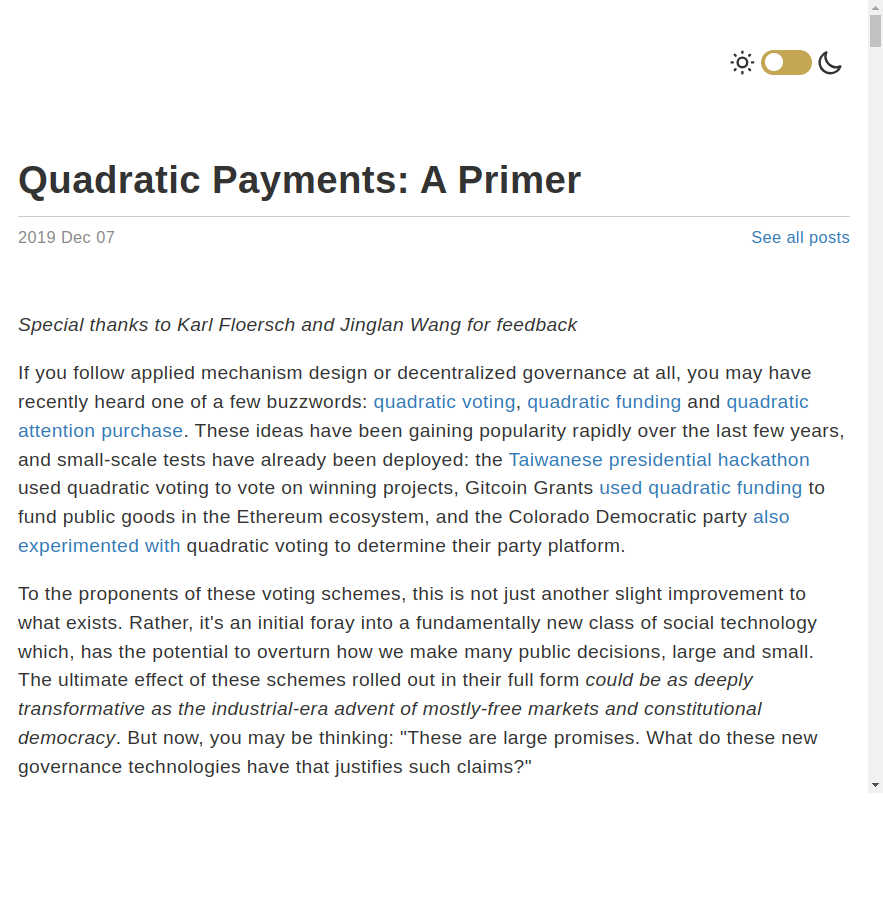 Quadratic Payments: A Primer
2019 Dec 07
See all posts
Special thanks to Karl Floersch and Jinglan Wang for feedback
If you follow applied mechanism design or decentralized governance at all, you may have
recently heard one of a few buzzwords: quadratic voting, quadratic funding and quadratic
attention purchase. These ideas have been gaining popularity rapidly over the last few years,
and small-scale tests have already been deployed: the Taiwanese presidential hackathon
used quadratic voting to vote on winning projects, Gitcoin Grants used quadratic funding to
fund public goods in the Ethereum ecosystem, and the Colorado Democratic party also
experimented with quadratic voting to determine their party platform.
To the proponents of these voting schemes, this is not just another slight improvement to
what exists. Rather, it's an initial foray into a fundamentally new class of social technology
which, has the potential to overturn how we make many public decisions, large and small.
The ultimate effect of these schemes rolled out in their full form could be as deeply
transformative as the industrial-era advent of mostly-free markets and constitutional
democracy. But now, you may be thinking: "These are large promises. What do these new
governance technologies have that justifies such claims?"